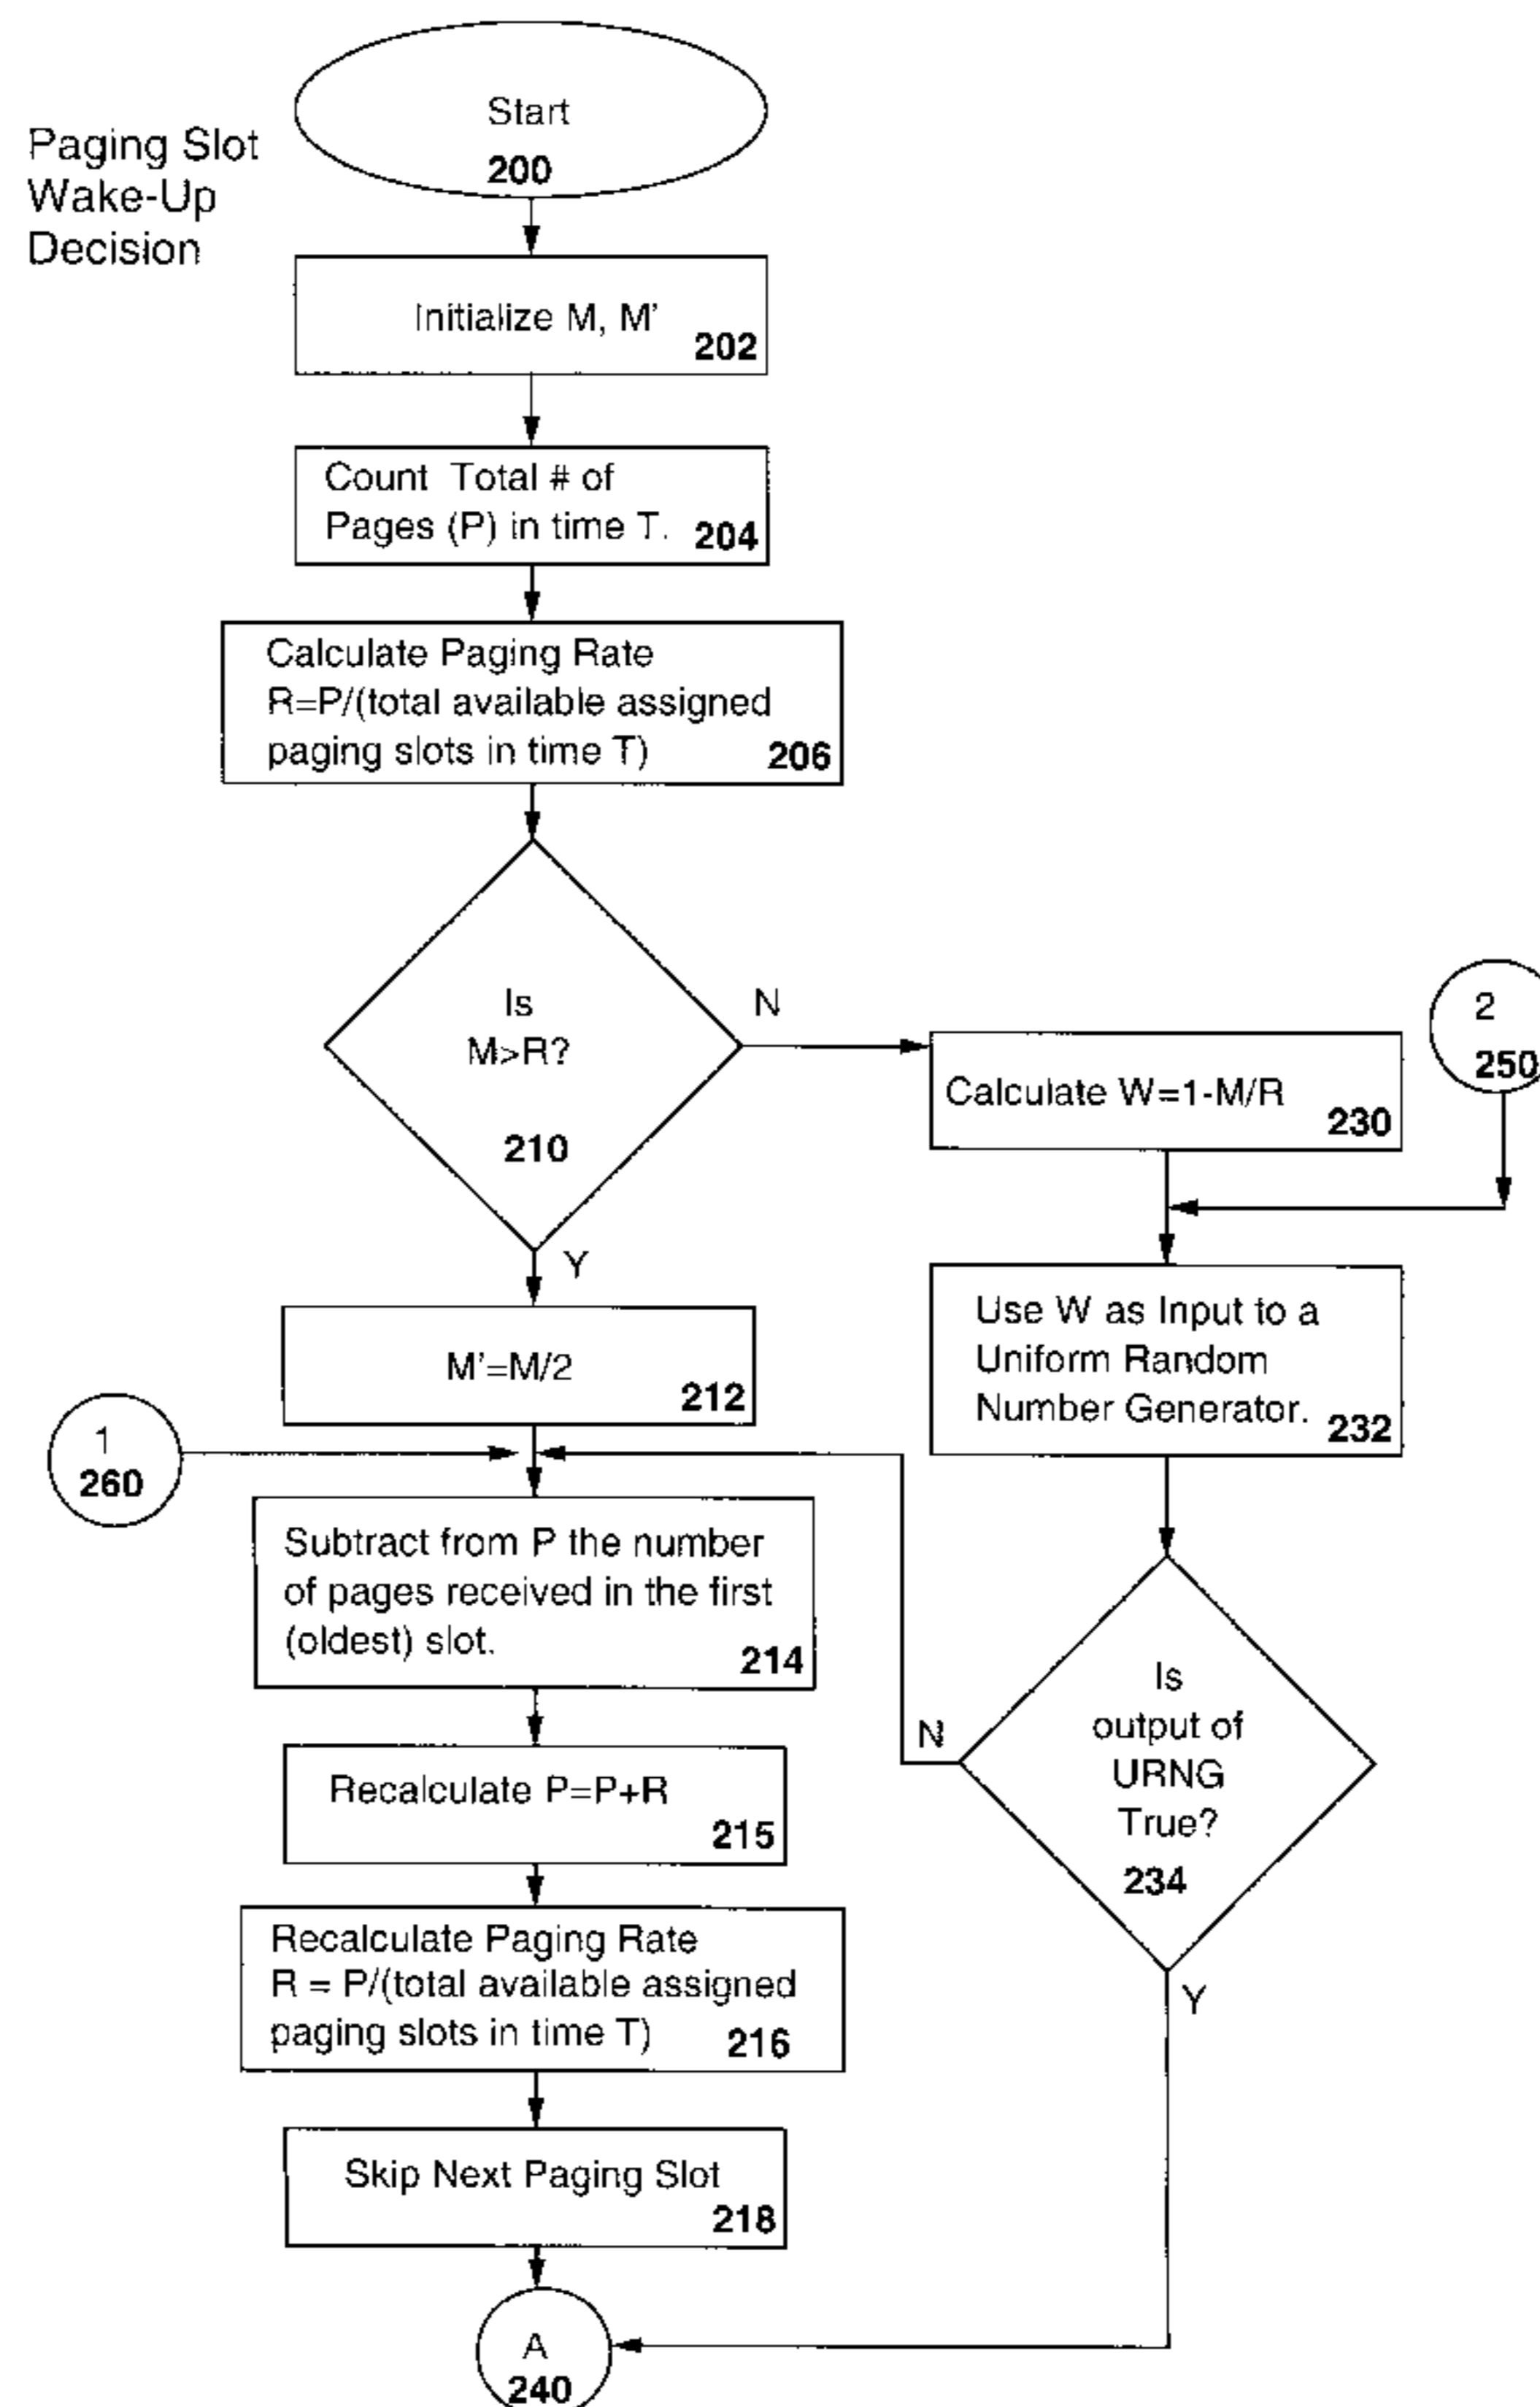 Paging Slot
Wake-Up
Decision
Start
200
Initialize M, M'
202
Count Total # of
Pages (P) in time T. 204
Calculate Paging Rate
R=P/(total available assigned
paging slots in time T) 206
Is
M>R?
210
N
Y
Calculate W=1-M/R
230
2
250
M'=M/2
212
Use W as Input to a
Uniform Random
Number Generator. 232
1
260
Subtract from P the number
of pages received in the first
(oldest) slot.
214
Is
output of
URNG
True?
234
N
Y
Recalculate P=P+R
215
Recalculate Paging Rate
R = P/(total available assigned
paging slots in time T) 216
Skip Next Paging Slot
218
A
240